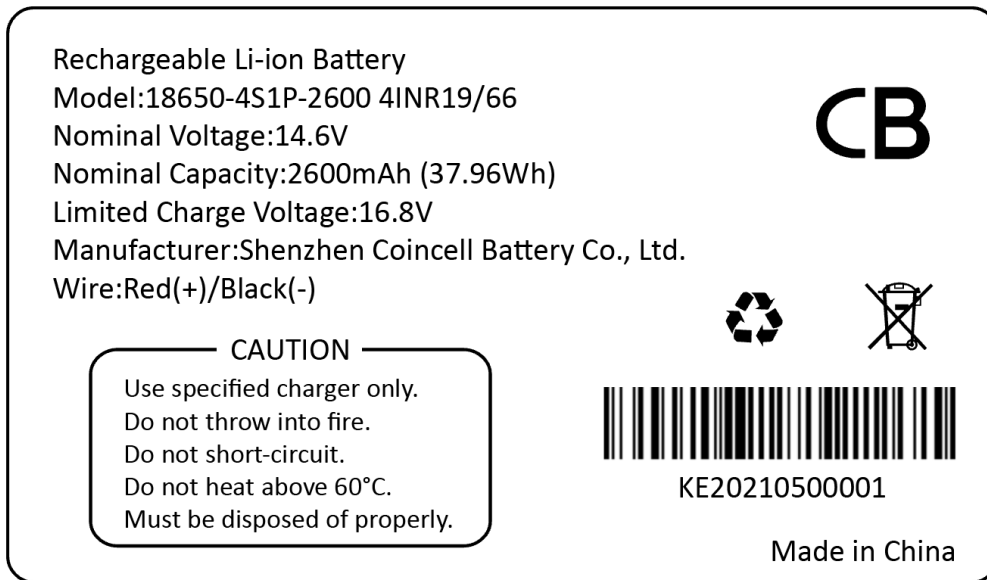 Rechargeable Li-ion Battery
Model:18650-4S1P-2600 4INR19/66
Nominal Voltage:14.6V
Nominal Capacity:2600mAh (37.96Wh)
Limited Charge Voltage:16.8V
Manufacturer:Shenzhen Coincell Battery Co., Ltd.
Wire:Red(+)/Black(-)
CB
CAUTION
Use specified charger only.
Do not throw into fire.
Do not short-circuit.
Do not heat above 60°C.
Must be disposed of properly.
KE20210500001
Made in China